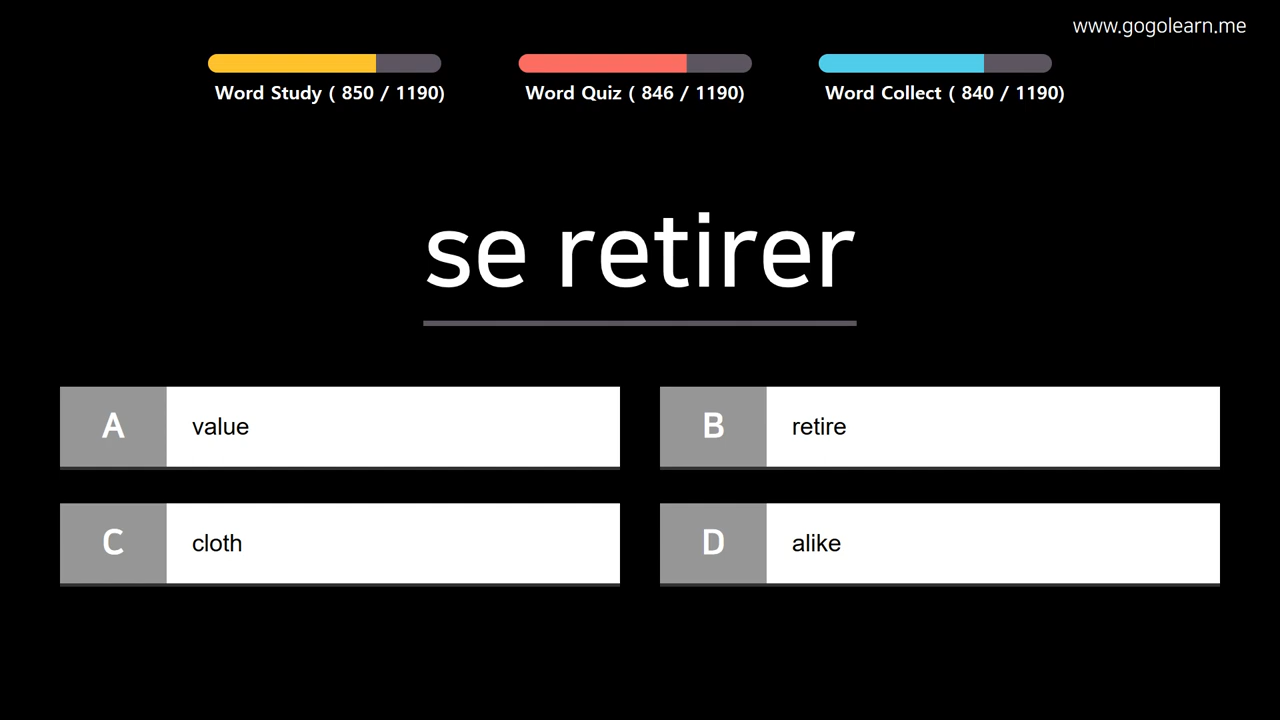 www.gogolearn.me
Word Study ( 850 / 1190)
Word Quiz ( 846 / 1190)
Word Collect ( 840 / 1190)
se retirer
A value
B retire
C cloth
D alike